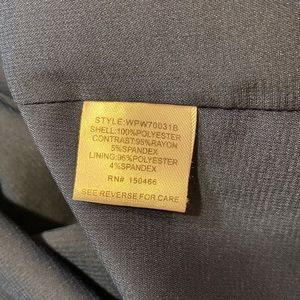 STYLE:WPW70031B
SHELL:100%POLYESTER
CONTRAST:95%RAYON
5%SPANDEX
LINING:96%POLYESTER
4%SPANDEX
RN# 150466
SEE REVERSE FOR CARE